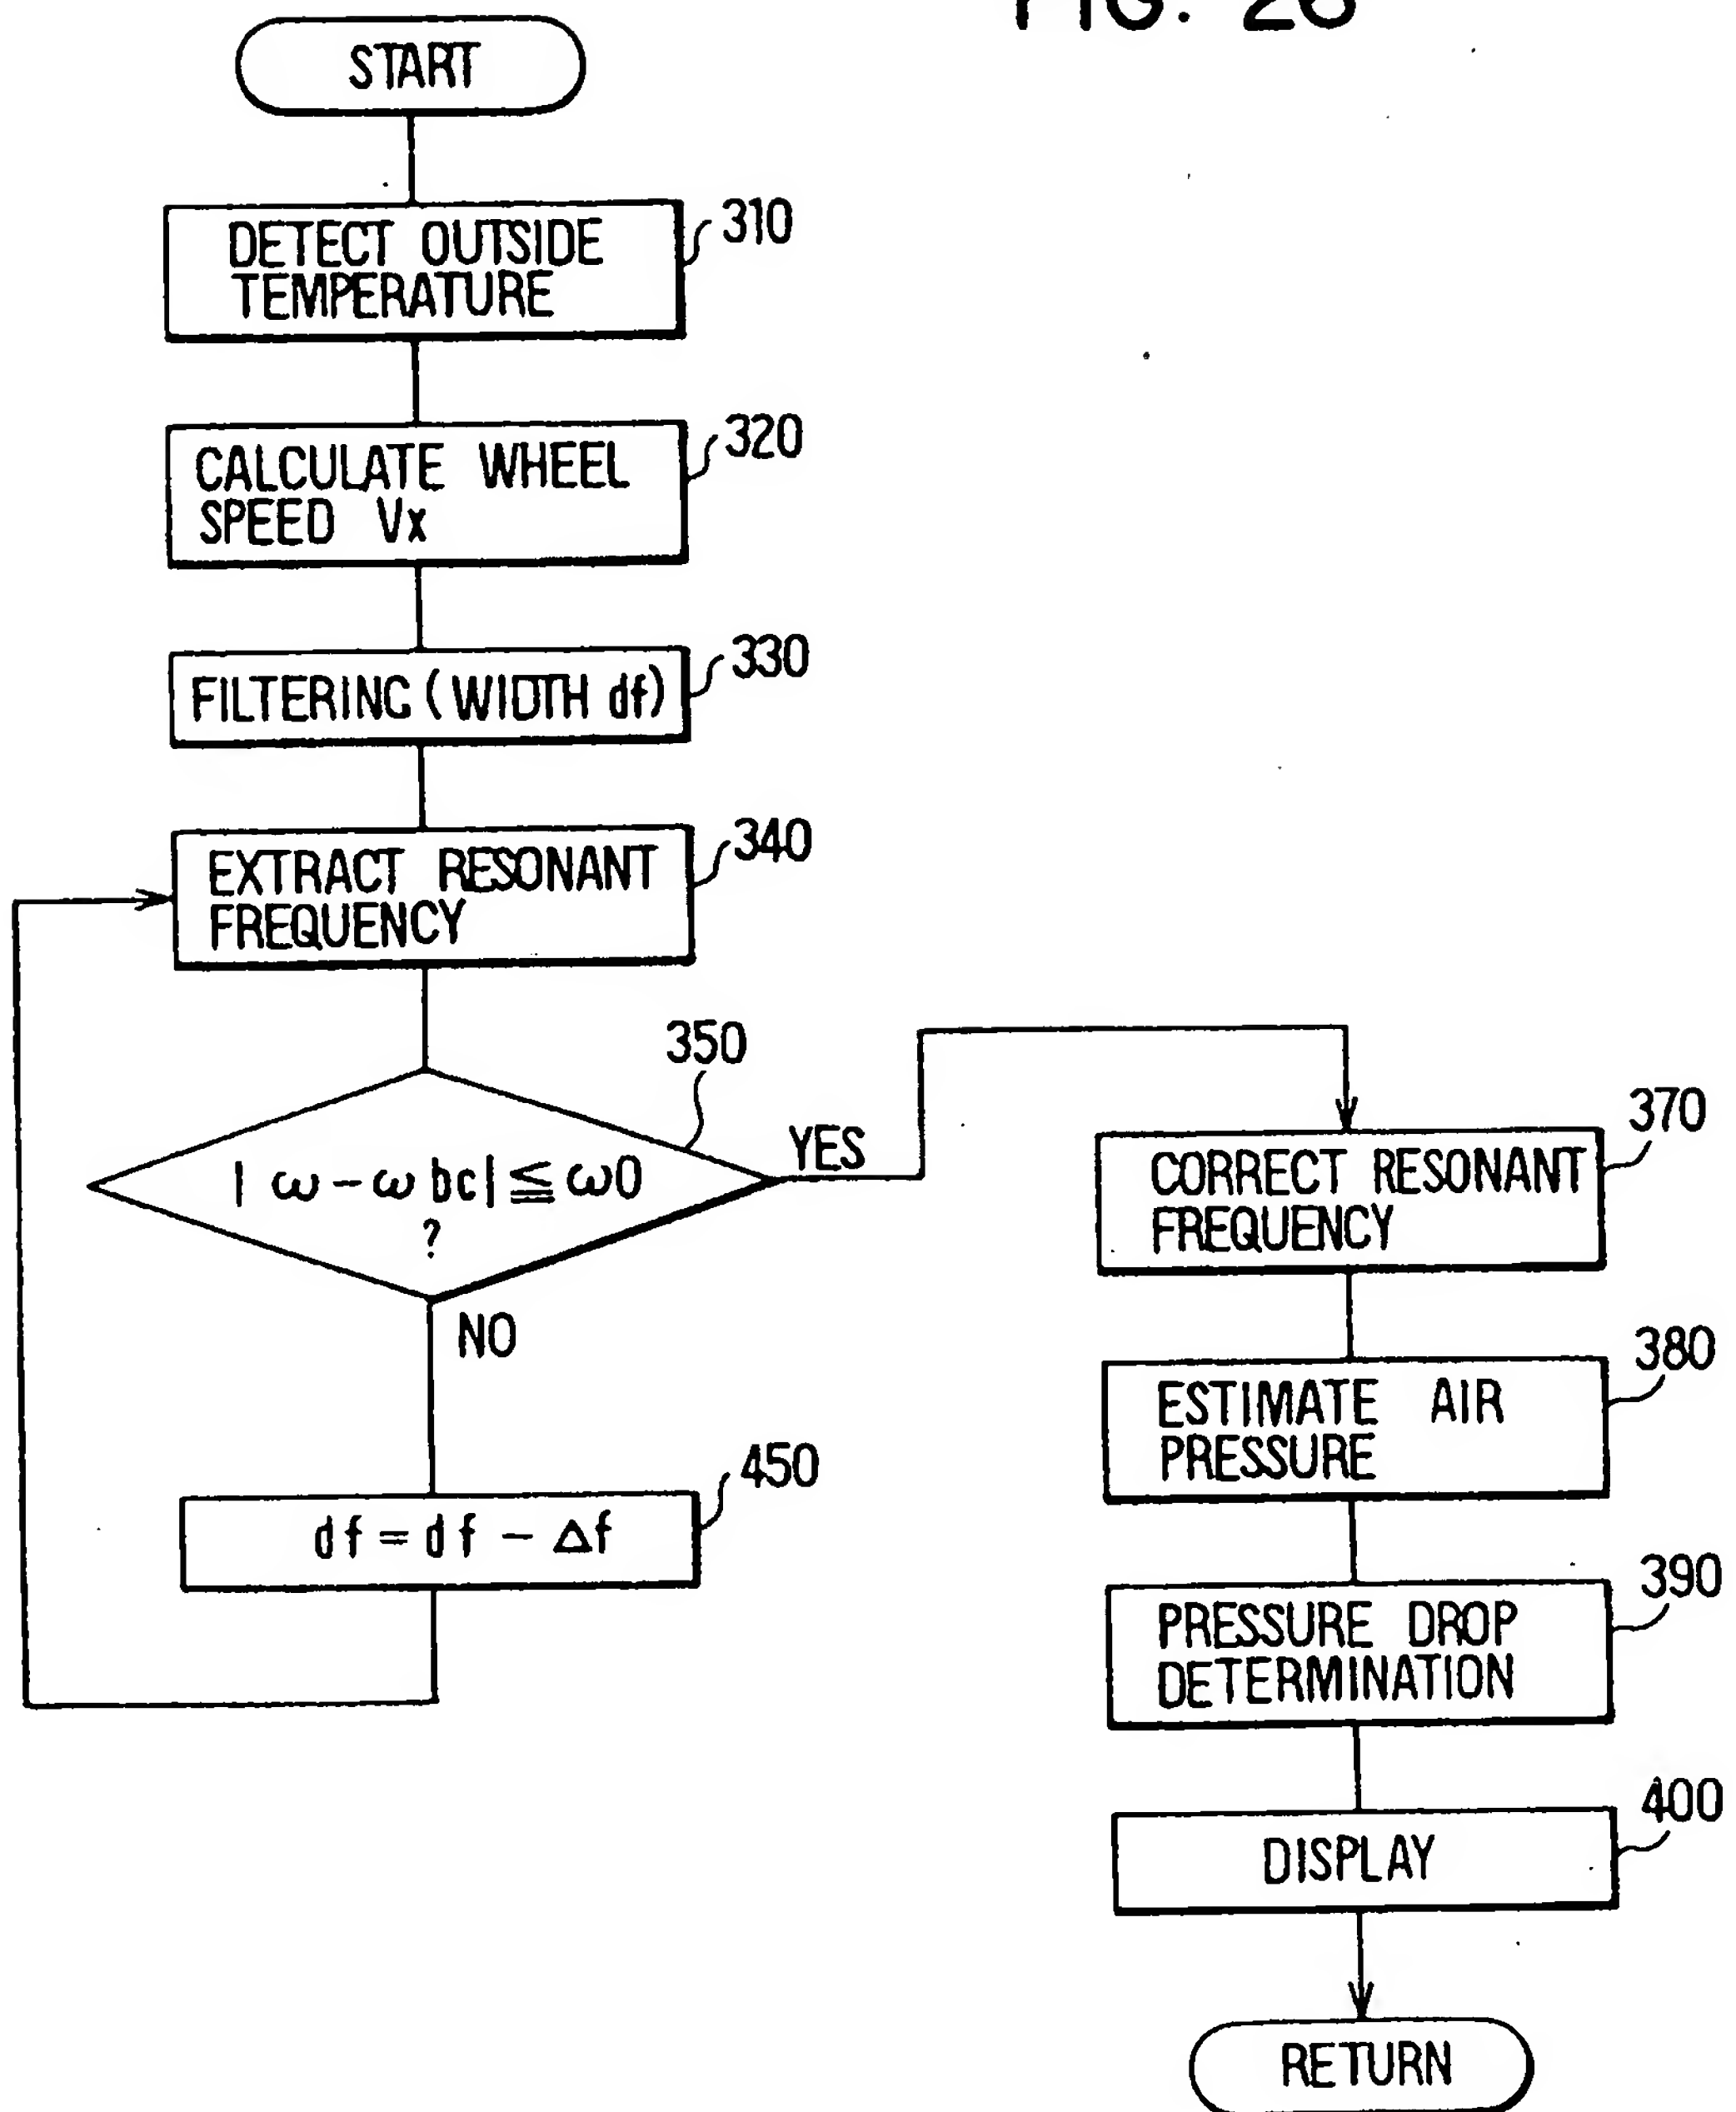 START
DETECT OUTSIDE
TEMPERATURE
310
CALCULATE WHEEL
SPEED Vx
320
FILTERING (WIDTH df)
330
EXTRACT RESONANT
FREQUENCY
340
350
| ω - ω bc| ≦ ω0
?
YES
NO
df = df - Δf
450
CORRECT RESONANT
FREQUENCY
370
ESTIMATE AIR
PRESSURE
380
PRESSURE DROP
DETERMINATION
390
DISPLAY
400
RETURN